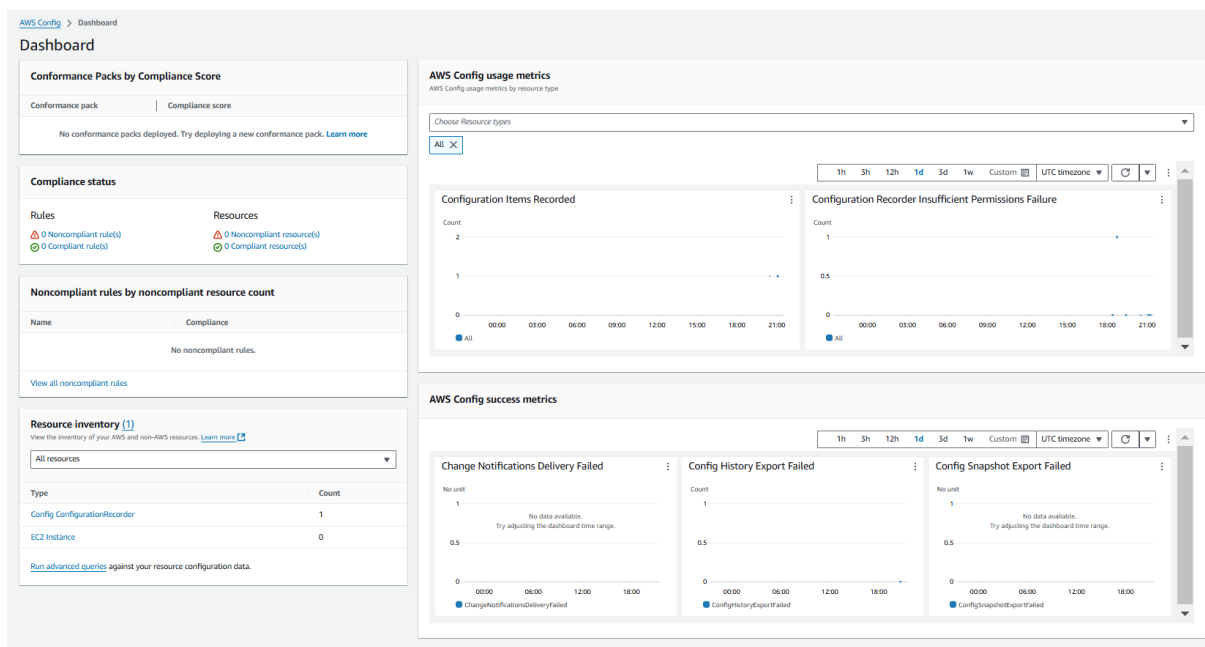 AWS Config > Dashboard
Dashboard
Conformance Packs by Compliance Score
Conformance pack | Compliance score
No conformance packs deployed. Try deploying a new conformance pack. Learn more
Compliance status
Rules Resources
0 Noncompliant rule(s) 0 Noncompliant resource(s)
0 Compliant rule(s) 0 Compliant resource(s)
Noncompliant rules by noncompliant resource count
Name Compliance
No noncompliant rules.
View all noncompliant rules
Resource inventory (1)
View the inventory of your AWS and non-AWS resources. Learn more
All resources
Type Count
Config ConfigurationRecorder 1
EC2 Instance 0
Run advanced queries against your resource configuration data.
AWS Config usage metrics
AWS Config usage metrics by resource type
Choose Resource types
All
1h 3h 12h 1d 3d 1w Custom UTC timezone
Configuration Items Recorded
Count
2
1
0
00:00 03:00 06:00 09:00 12:00 15:00 18:00 21:00
All
Configuration Recorder Insufficient Permissions Failure
Count
1
0.5
0
00:00 03:00 06:00 09:00 12:00 15:00 18:00 21:00
All
AWS Config success metrics
1h 3h 12h 1d 3d 1w Custom UTC timezone
Change Notifications Delivery Failed
No unit
1
No data available.
Try adjusting the dashboard time range.
0.5
0
00:00 06:00 12:00 18:00
ChangeNotificationsDeliveryFailed
Config History Export Failed
Count
1
0.5
0
00:00 06:00 12:00 18:00
ConfigHistoryExportFailed
Config Snapshot Export Failed
No unit
1
No data available.
Try adjusting the dashboard time range.
0.5
0
00:00 06:00 12:00 18:00
ConfigSnapshotExportFailed